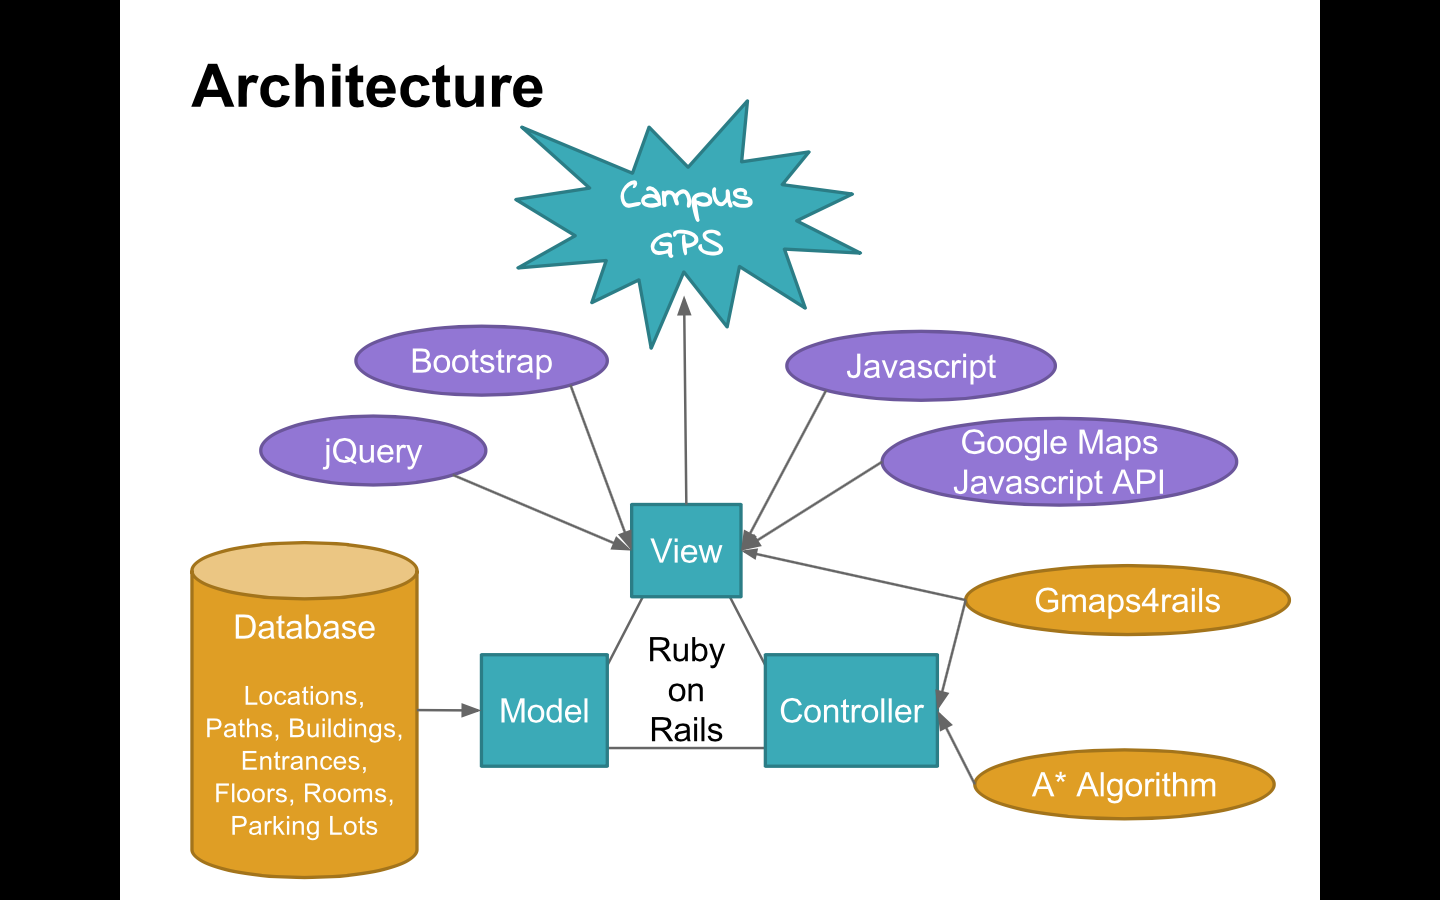 Architecture
Campus
GPS
Bootstrap
Javascript
jQuery
Google Maps
Javascript API
View
Gmaps4rails
Database
Locations,
Paths, Buildings,
Entrances,
Floors, Rooms,
Parking Lots
Model
Ruby
on
Rails
Controller
A* Algorithm